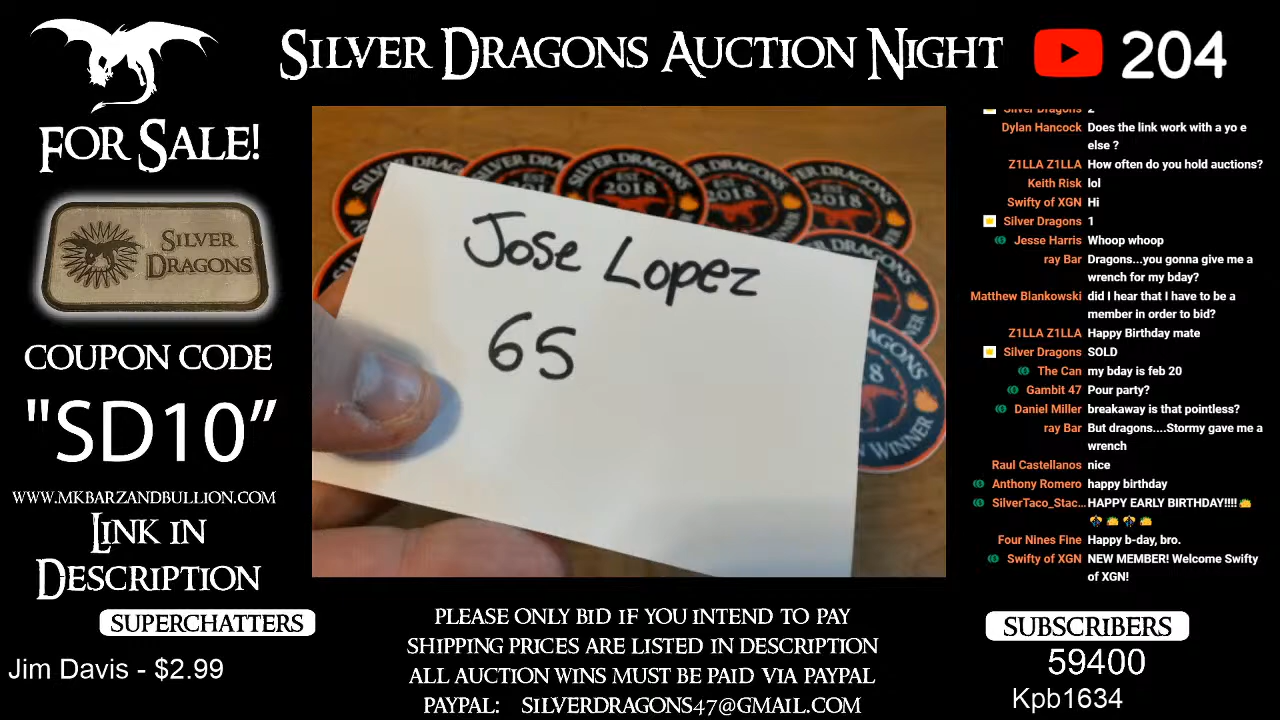 SILVER DRAGONS AUCTION NIGHT
204
FOR SALE!
SILVER
DRAGONS
COUPON CODE
"SD10”
WWW.MKBARZANDBULLION.COM
LINK IN
DESCRIPTION
SUPERCHATTERS
Jim Davis - $2.99
SILVER DRAGONS
EST
2018
Jose Lopez
65
Silver Dragons 2
Dylan Hancock Does the link work with a yo e
else ?
Z1LLA Z1LLA How often do you hold auctions?
Keith Risk lol
Swifty of XGN Hi
Silver Dragons 1
Jesse Harris Whoop whoop
ray Bar Dragons...you gonna give me a
wrench for my bday?
Matthew Blankowski did I hear that I have to be a
member in order to bid?
Z1LLA Z1LLA Happy Birthday mate
Silver Dragons SOLD
The Can my bday is feb 20
Gambit 47 Pour party?
Daniel Miller breakaway is that pointless?
ray Bar But dragons....Stormy gave me a
wrench
Raul Castellanos nice
Anthony Romero happy birthday
SilverTaco_Stac... HAPPY EARLY BIRTHDAY!!!!
Four Nines Fine Happy b-day, bro.
Swifty of XGN NEW MEMBER! Welcome Swifty
of XGN!
PLEASE ONLY BID IF YOU INTEND TO PAY
SHIPPING PRICES ARE LISTED IN DESCRIPTION
ALL AUCTION WINS MUST BE PAID VIA PAYPAL
PAYPAL: SILVERDRAGONS47@GMAIL.COM
SUBSCRIBERS
59400
Kpb1634